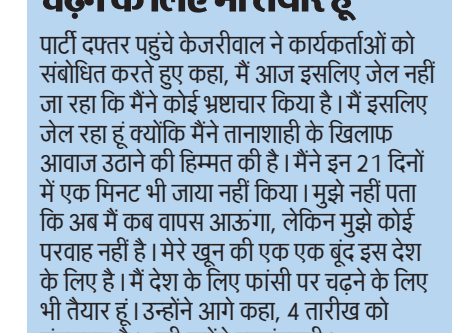 चढ़ने के लिए भी तैयार हूं
पार्टी दफ्तर पहुंचे केजरीवाल ने कार्यकर्ताओं को
संबोधित करते हुए कहा, मैं आज इसलिए जेल नहीं
जा रहा कि मैंने कोई भ्रष्टाचार किया है। मैं इसलिए
जेल रहा हूं क्योंकि मैंने तानाशाही के खिलाफ
आवाज उठाने की हिम्मत की है। मैंने इन 21 दिनों
में एक मिनट भी जाया नहीं किया। मुझे नहीं पता
कि अब मैं कब वापस आऊंगा, लेकिन मुझे कोई
परवाह नहीं है। मेरे खून की एक एक बूंद इस देश
के लिए है। मैं देश के लिए फांसी पर चढ़ने के लिए
भी तैयार हूं। उन्होंने आगे कहा, 4 तारीख को